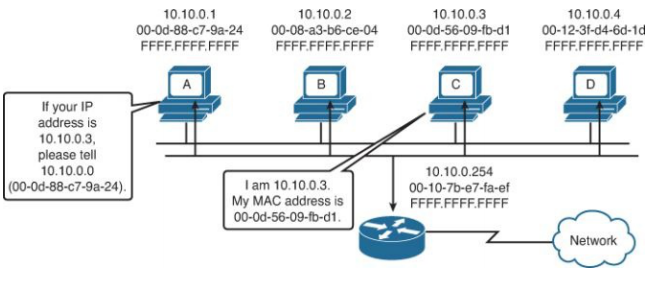 10.10.0.1
00-0d-88-c7-9a-24
FFFF.FFFF.FFFF
10.10.0.2
00-08-a3-b6-ce-04
FFFF.FFFF.FFFF
10.10.0.3
00-0d-56-09-fb-d1
FFFF.FFFF.FFFF
10.10.0.4
00-12-3f-d4-6d-1d
FFFF.FFFF.FFFF
A
B
C
D
If your IP
address is
10.10.0.3,
please tell
10.10.0.0
(00-0d-88-c7-9a-24).
I am 10.10.0.3.
My MAC address is
00-0d-56-09-fb-d1.
10.10.0.254
00-10-7b-e7-fa-ef
FFFF.FFFF.FFFF
Network